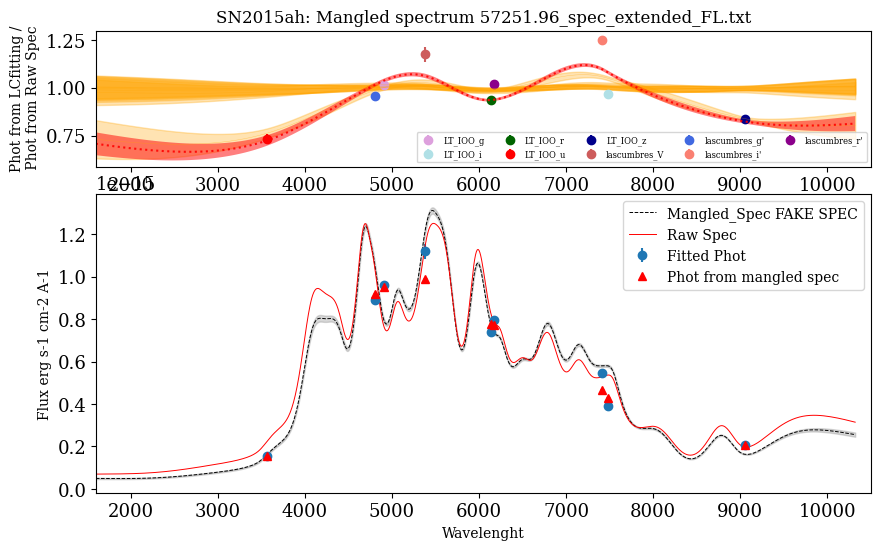 SN2015ah: Mangled spectrum 57251.96_spec_extended_FL.txt
Phot from LCfitting /
Phot from Raw Spec
1.25
1.00
0.75
LT_IOO_g
LT_IOO_i
LT_IOO_r
LT_IOO_u
LT_IOO_z
lascumbres_V
lascumbres_g'
lascumbres_i'
lascumbres_r'
2000 3000 4000 5000 6000 7000 8000 9000 10000
1e−15
Flux erg s-1 cm-2 A-1
1.2
1.0
0.8
0.6
0.4
0.2
0.0
Mangled_Spec FAKE SPEC
Raw Spec
Fitted Phot
Phot from mangled spec
2000 3000 4000 5000 6000 7000 8000 9000 10000
Wavelenght